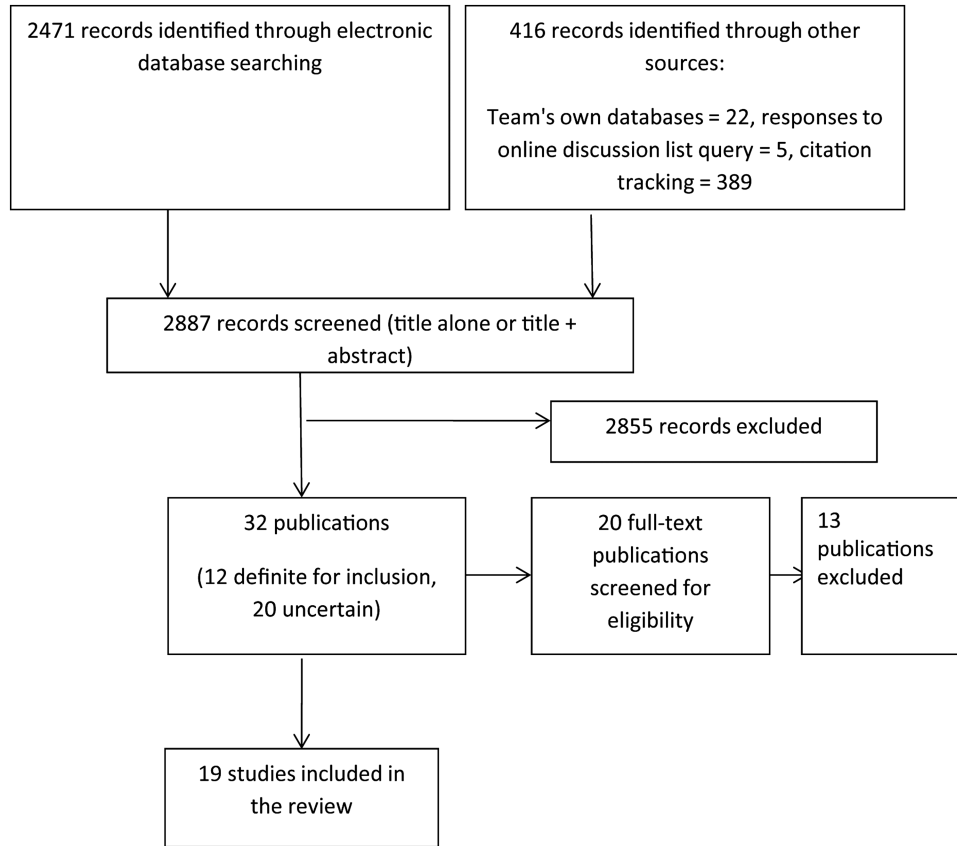 2471 records identified through electronic
database searching
416 records identified through other
sources:
Team's own databases = 22, responses to
online discussion list query = 5, citation
tracking = 389
2887 records screened (title alone or title +
abstract)
2855 records excluded
32 publications
(12 definite for inclusion,
20 uncertain)
20 full-text
publications
screened for
eligibility
13
publications
excluded
19 studies included in
the review